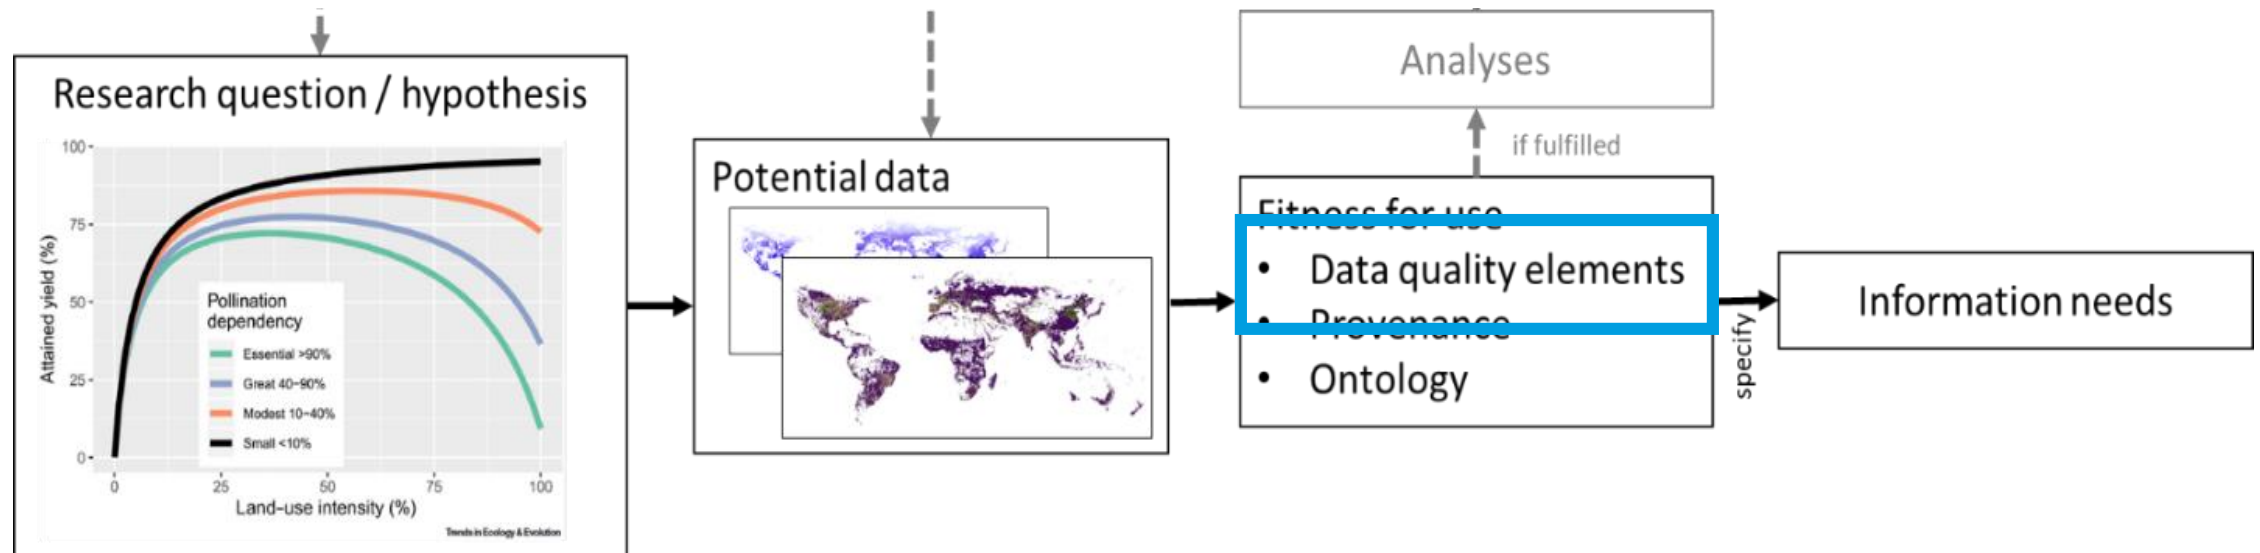 Research question / hypothesis
100
75
50
25
0
Attained yield (%)
Pollination
dependency
Essential >90%
Great 40-90%
Modest 10-40%
Small <10%
0 25 50 75 100
Land-use intensity (%)
Trends in Ecology & Evolution
Potential data
Analyses
if fulfilled
Fitness for use
• Data quality elements
• Provenance
• Ontology
specify
Information needs